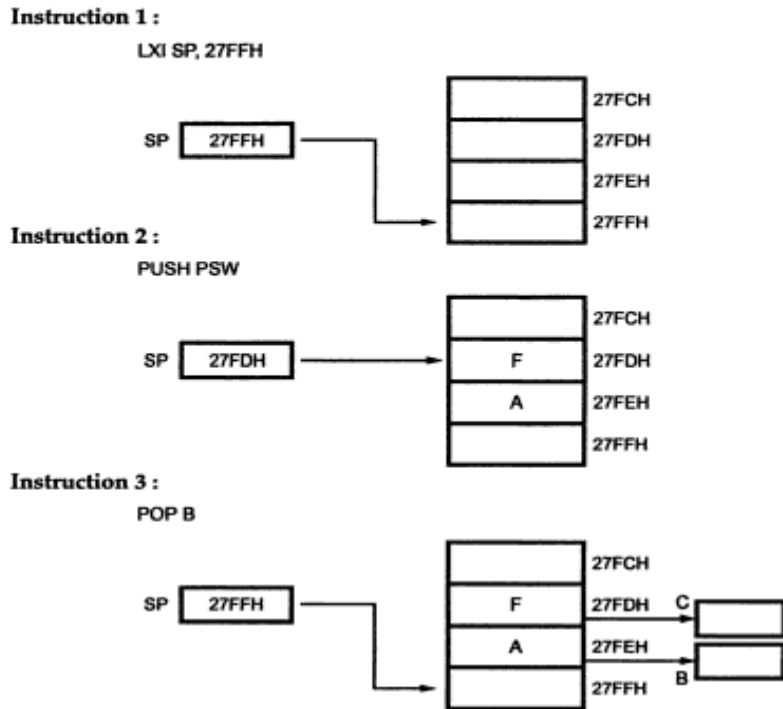 Instruction 1 :
LXI SP, 27FFH
27FCH
SP 27FFH 27FDH
27FEH
27FFH
Instruction 2 :
PUSH PSW
27FCH
SP 27FDH F 27FDH
A 27FEH
27FFH
Instruction 3 :
POP B
27FCH
SP 27FFH F 27FDH C
A 27FEH
B
27FFH